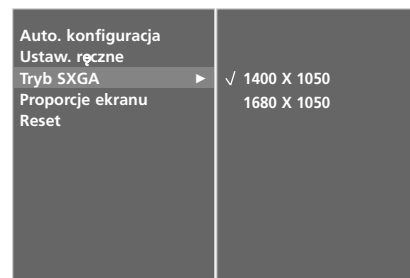 Auto. konfiguracja
Ustaw. ręczne
Tryb SXGA ►
√ 1400 X 1050
1680 X 1050
Proporcje ekranu
Reset